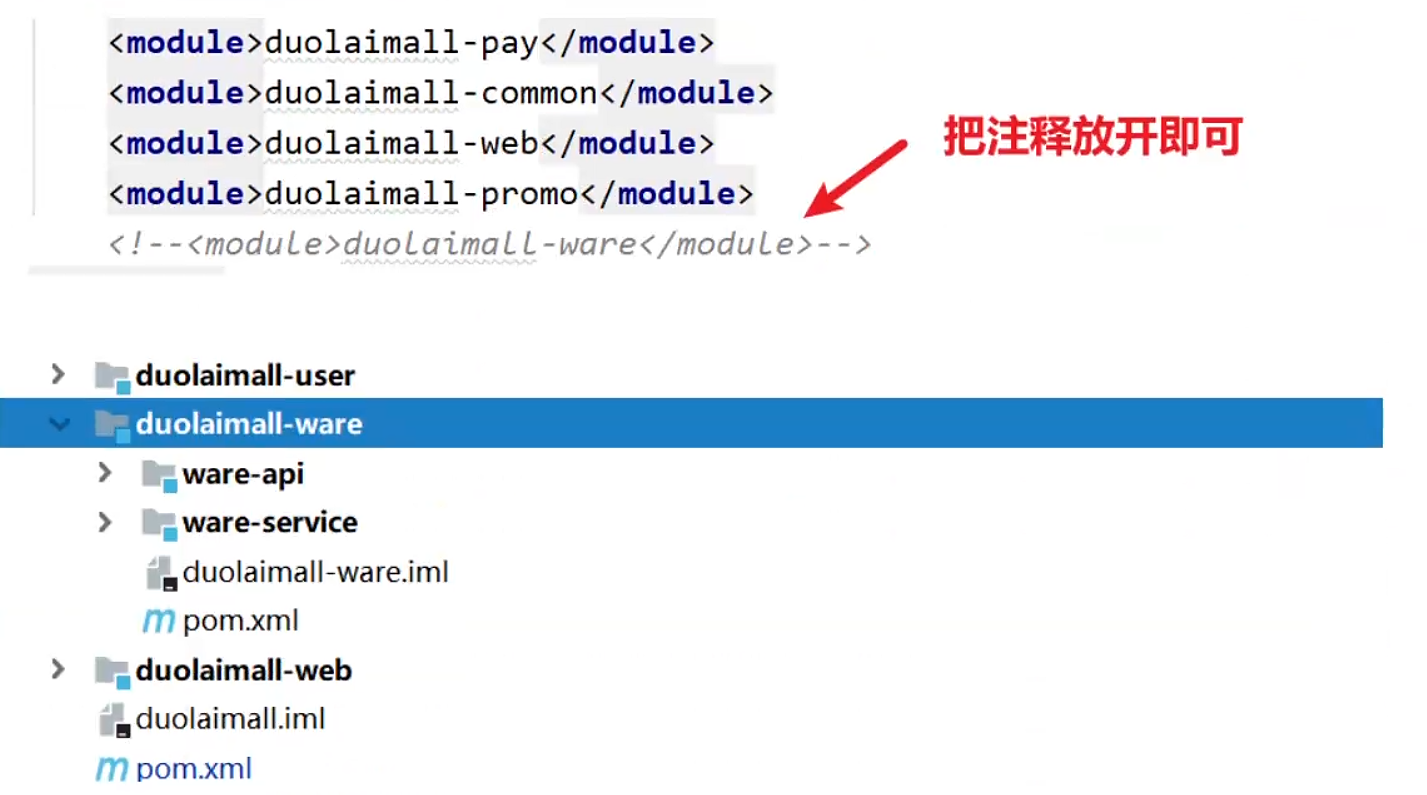 <module>duolaimall-pay</module>
<module>duolaimall-common</module>
<module>duolaimall-web</module>
<module>duolaimall-promo</module>
<!--<module>duolaimall-ware</module>-->
把注释放开即可
duolaimall-user
duolaimall-ware
ware-api
ware-service
duolaimall-ware.iml
pom.xml
duolaimall-web
duolaimall.iml
pom.xml